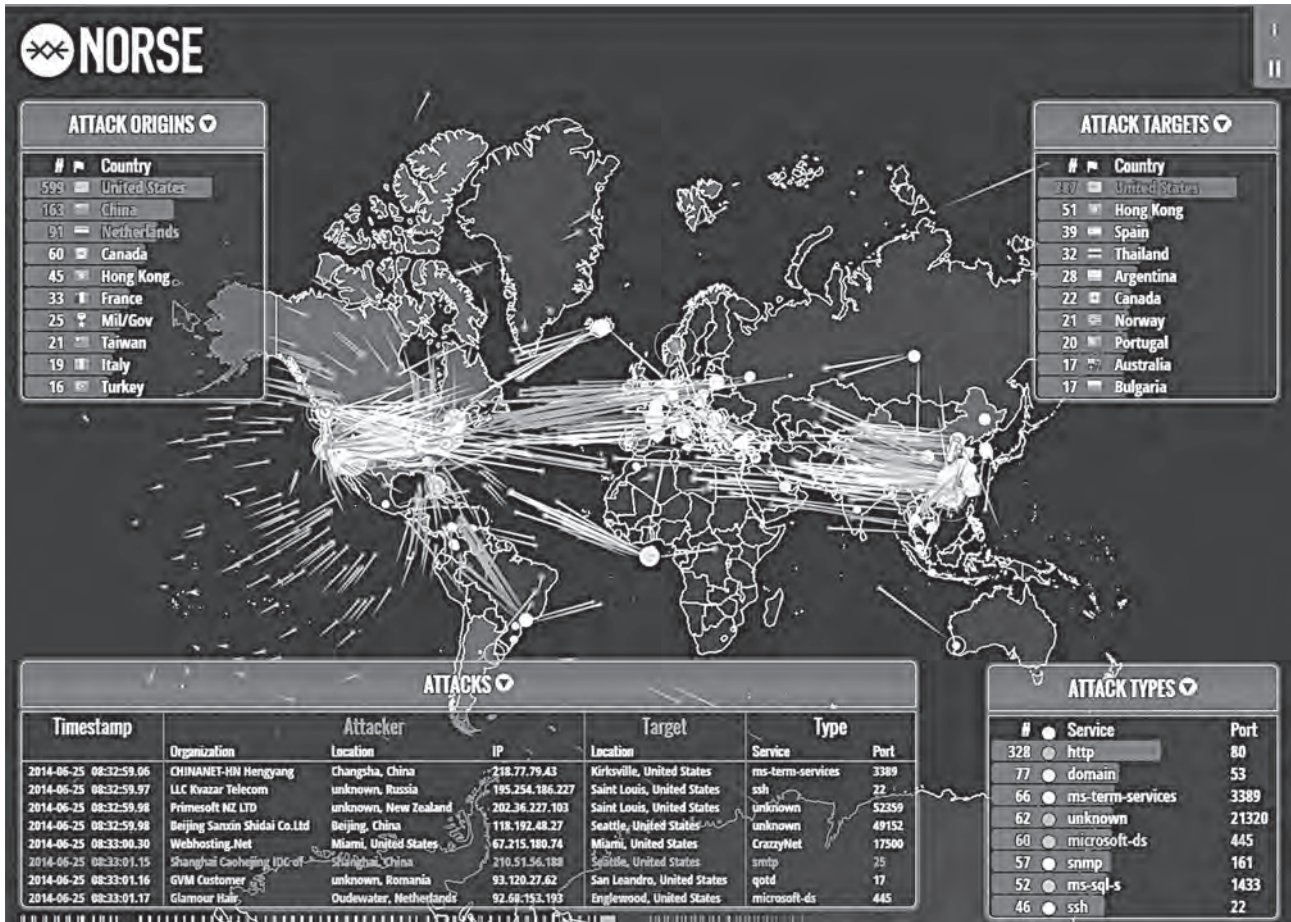 NORSE
i
ATTACK ORIGINS
# Country
599 United States
163 China
91 Netherlands
60 Canada
45 Hong Kong
33 France
25 Mil/Gov
21 Taiwan
19 Italy
16 Turkey
ATTACK TARGETS
# Country
United States
51 Hong Kong
39 Spain
32 Thailand
28 Argentina
22 Canada
21 Norway
20 Portugal
17 Australia
17 Bulgaria
ATTACKS
Timestamp Attacker Target Type
Organization Location IP Location Service Port
2014-06-25 08:32:59.06 CHINANET-HN Hengyang Changsha, China 218.77.79.43 Kirksville, United States ms-term-services 3389
2014-06-25 08:32:59.97 LLC Kvazar Telecom unknown, Russia 195.254.186.227 Saint Louis, United States ssh 22
2014-06-25 08:32:59.98 Primesoft NZ LTD unknown, New Zealand 202.36.227.103 Saint Louis, United States unknown 52359
2014-06-25 08:32:59.98 Beijing Sanxin Shidai Co.Ltd Beijing, China 118.192.48.27 Seattle, United States unknown 49152
2014-06-25 08:33:00.30 Webhosting.Net Miami, United States 67.215.180.74 Miami, United States CrazzyNet 17500
2014-06-25 08:33:01.15 Shanghai Caohejing IDC of Shanghai, China 210.51.56.188 Seattle, United States smtp 25
2014-06-25 08:33:01.16 GVM Customer unknown, Romania 93.120.27.62 San Leandro, United States qotd 17
2014-06-25 08:33:01.17 Glamour Hair Oudewater, Netherlands 92.68.153.193 Englewood, United States microsoft-ds 445
ATTACK TYPES
# Service Port
328 http 80
77 domain 53
66 ms-term-services 3389
62 unknown 21320
60 microsoft-ds 445
57 snmp 161
52 ms-sql-s 1433
46 ssh 22